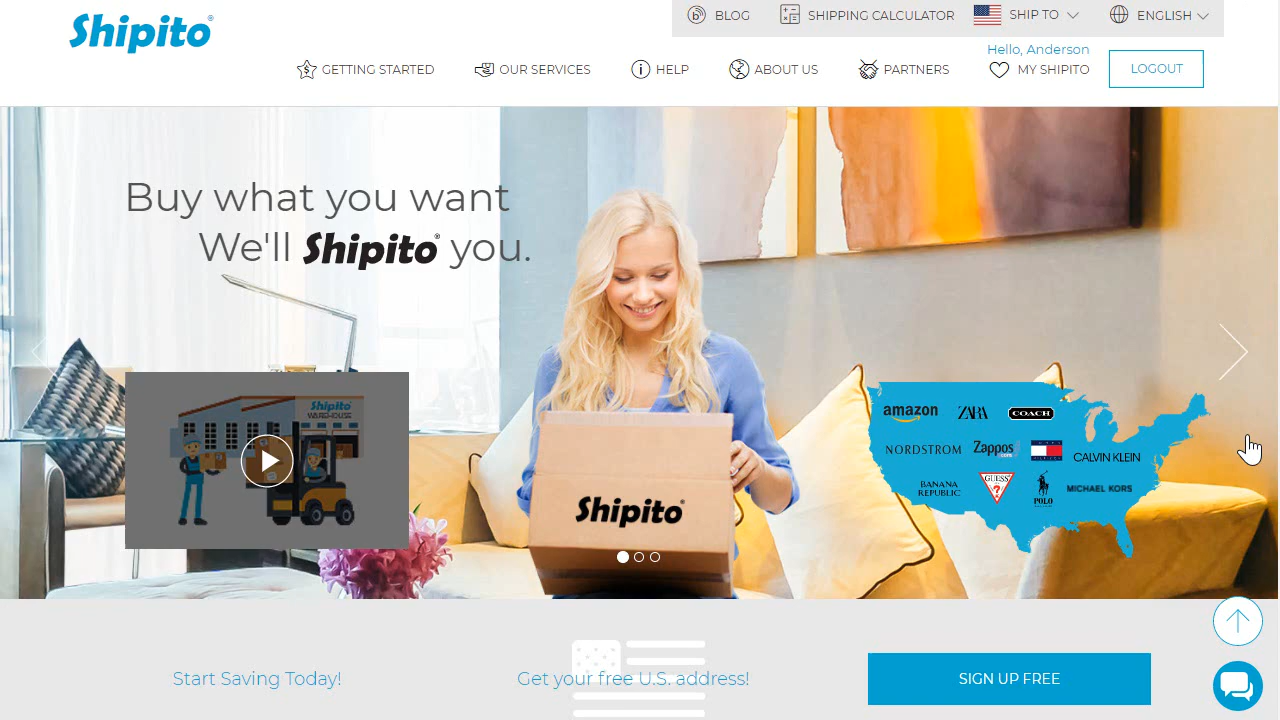 Shipito®
BLOG
SHIPPING CALCULATOR
SHIP TO
ENGLISH
Hello, Anderson
GETTING STARTED
OUR SERVICES
HELP
ABOUT US
PARTNERS
MY SHIPITO
LOGOUT
Buy what you want
We'll Shipito® you.
Shipito
WAREHOUSE
amazon
ZARA
COACH
NORDSTROM
Zappos
.com
CALVIN KLEIN
BANANA
REPUBLIC
GUESS
?
POLO
MICHAEL KORS
Shipito®
Start Saving Today!
Get your free U.S. address!
SIGN UP FREE